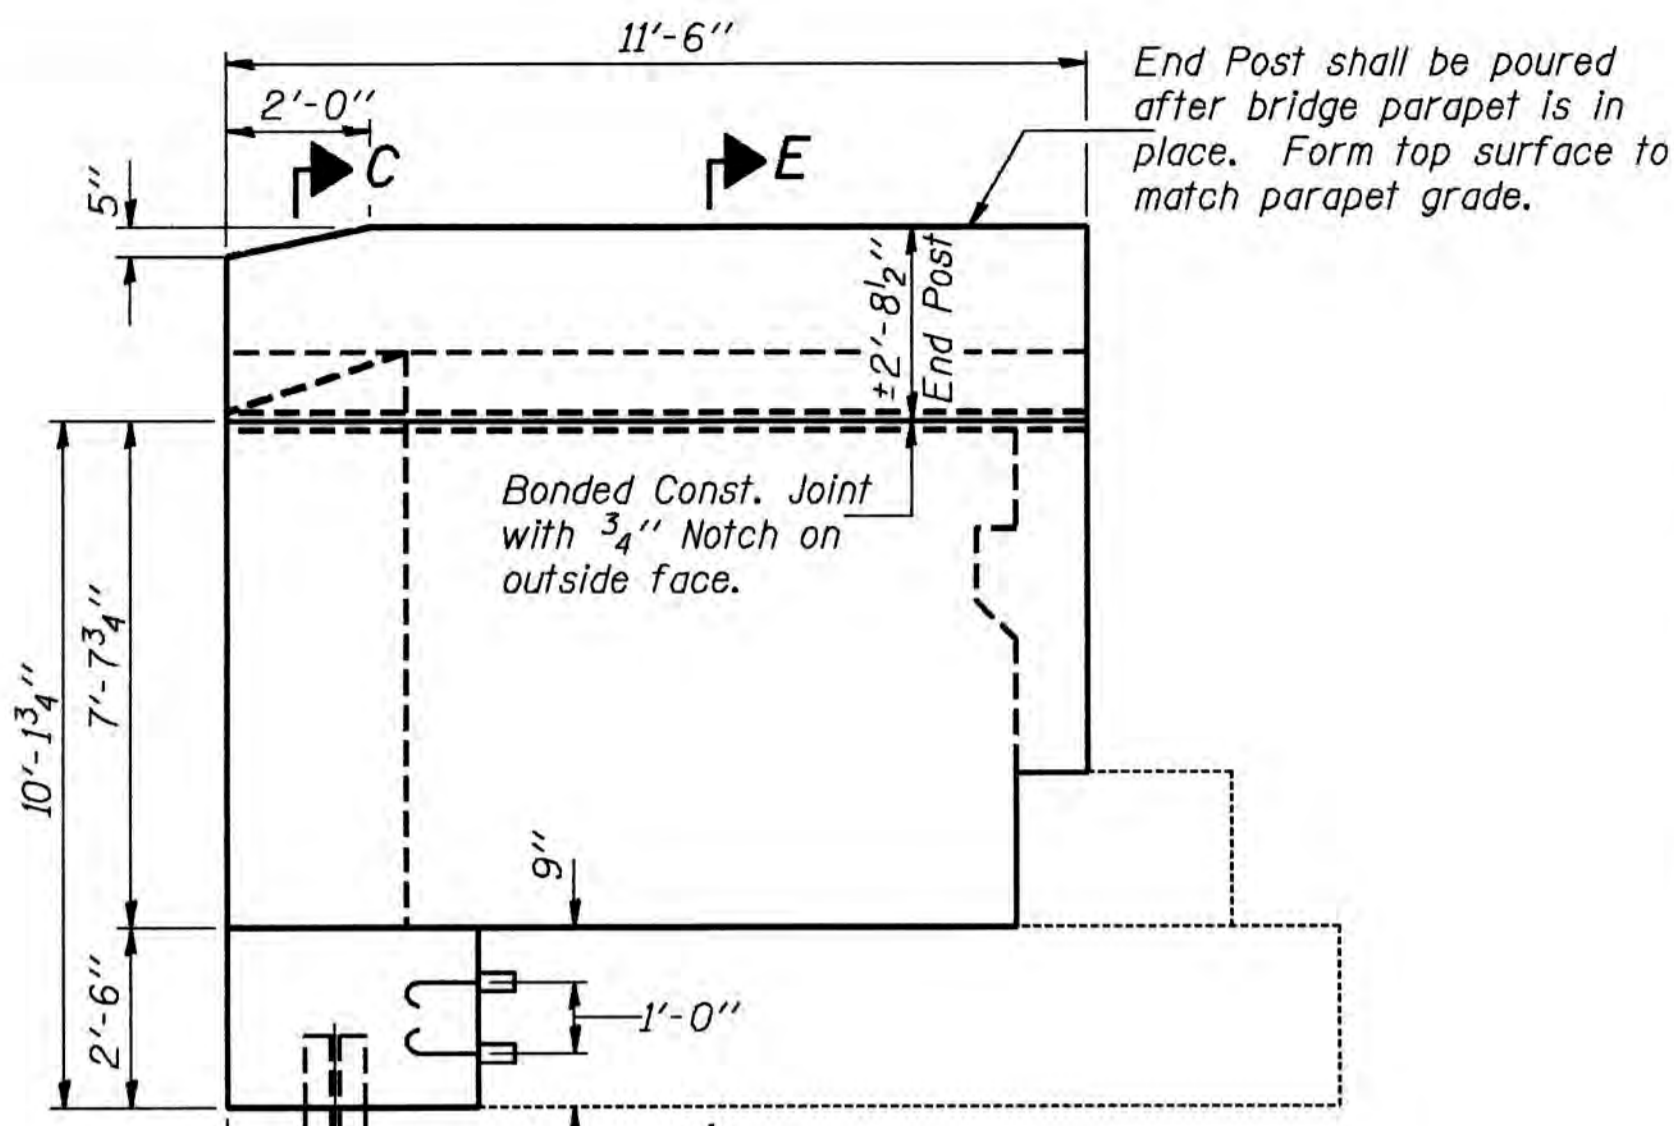 11'-6"
2'-0"
C
E
5"
End Post shall be poured
after bridge parapet is in
place. Form top surface to
match parapet grade.
±2'-8½"
End Post
Bonded Const. Joint
with ¾" Notch on
outside face.
10'-1¾"
7'-7¾"
9"
2'-6"
1'-0"